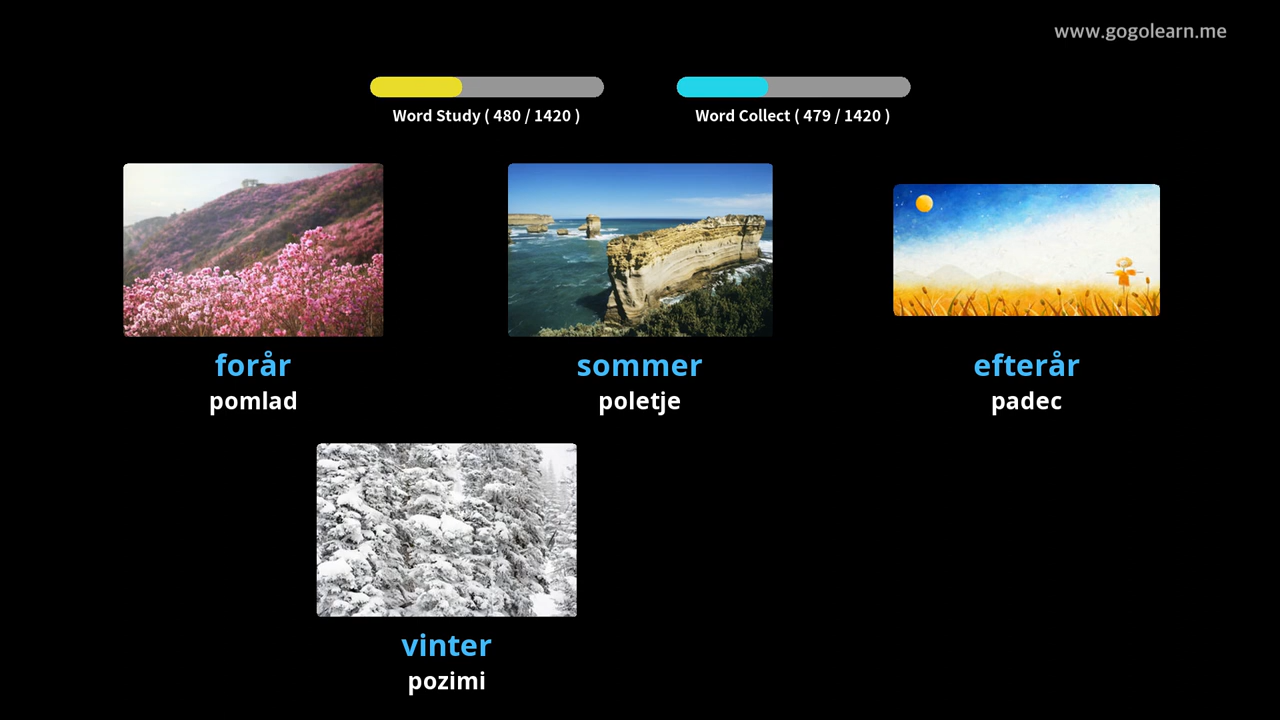 www.gogolearn.me
Word Study ( 480 / 1420 )
Word Collect ( 479 / 1420 )
forår
pomlad
sommer
poletje
efterår
padec
vinter
pozimi